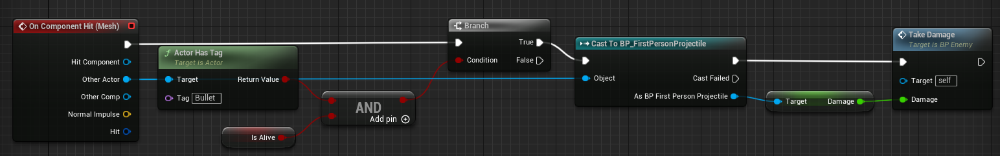 On Component Hit (Mesh)
Hit Component
Other Actor
Other Comp
Normal Impulse
Hit
f Actor Has Tag
Target is Actor
Target Return Value
Tag Bullet
Is Alive
AND
Add pin
Branch
True
Condition False
Cast To BP_FirstPersonProjectile
Object Cast Failed
As BP First Person Projectile
Target Damage
Take Damage
Target is BP Enemy
Target self
Damage